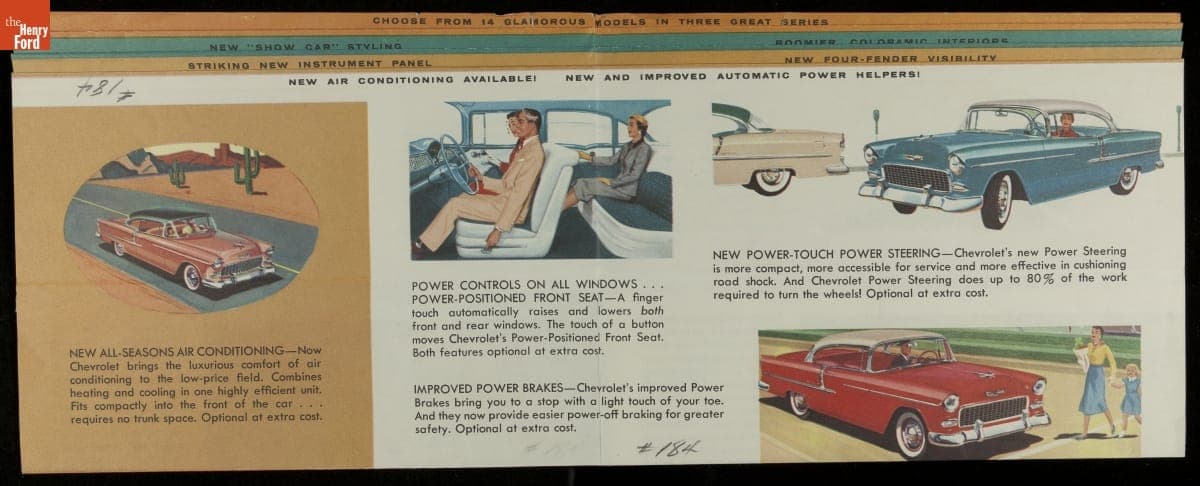 the
Henry
Ford
CHOOSE FROM 14 GLAMOROUS MODELS IN THREE GREAT SERIES
NEW "SHOW CAR" STYLING
ROOMIER, COLORAMIC INTERIORS
STRIKING NEW INSTRUMENT PANEL
NEW FOUR-FENDER VISIBILITY
NEW AIR CONDITIONING AVAILABLE! NEW AND IMPROVED AUTOMATIC POWER HELPERS!
#184
NEW ALL-SEASONS AIR CONDITIONING—Now
Chevrolet brings the luxurious comfort of air
conditioning to the low-price field. Combines
heating and cooling in one highly efficient unit.
Fits compactly into the front of the car . . .
requires no trunk space. Optional at extra cost.
POWER CONTROLS ON ALL WINDOWS . . .
POWER-POSITIONED FRONT SEAT—A finger
touch automatically raises and lowers both
front and rear windows. The touch of a button
moves Chevrolet's Power-Positioned Front Seat.
Both features optional at extra cost.
IMPROVED POWER BRAKES—Chevrolet's improved Power
Brakes bring you to a stop with a light touch of your toe.
And they now provide easier power-off braking for greater
safety. Optional at extra cost.
#184
NEW POWER-TOUCH POWER STEERING—Chevrolet's new Power Steering
is more compact, more accessible for service and more effective in cushioning
road shock. And Chevrolet Power Steering does up to 80% of the work
required to turn the wheels! Optional at extra cost.